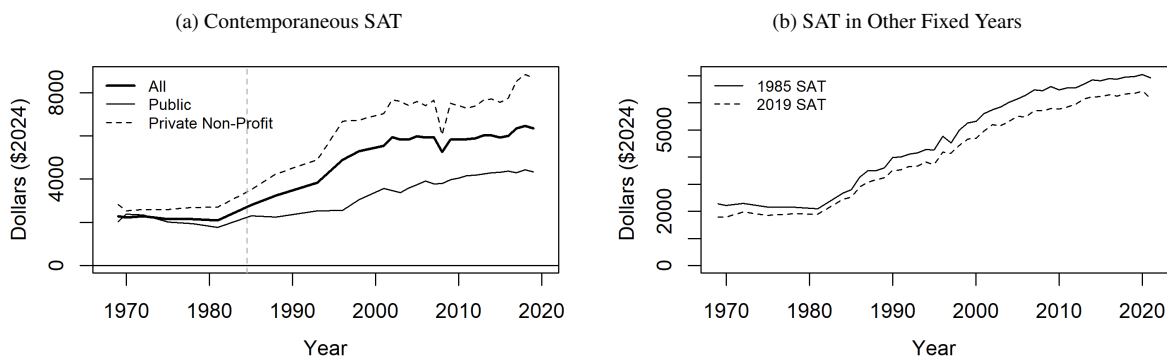 (a) Contemporaneous SAT
All
Public
Private Non-Profit
Dollars ($2024)
0
4000
8000
1970 1980 1990 2000 2010 2020
Year
(b) SAT in Other Fixed Years
1985 SAT
2019 SAT
Dollars ($2024)
0
2000
5000
1970 1980 1990 2000 2010 2020
Year